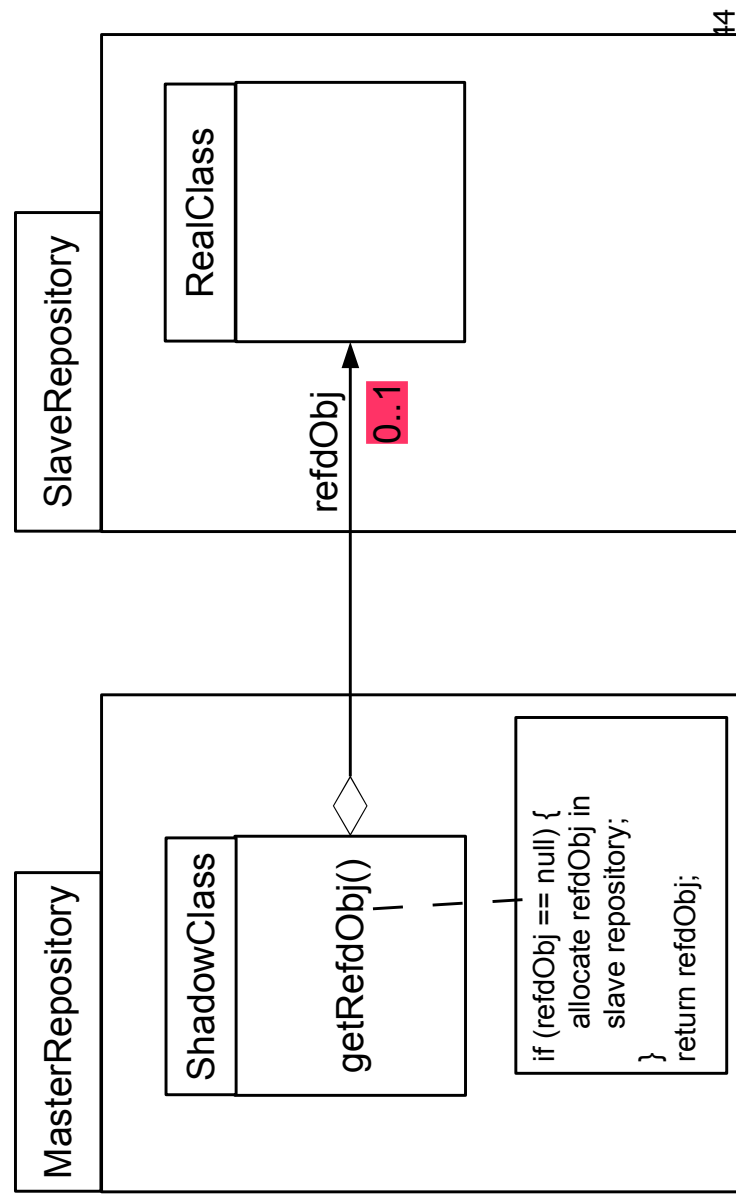 MasterRepository
SlaveRepository
ShadowClass
RealClass
getRefdObj()
refdObj
0..1
if (refdObj == null) {
allocate refdObj in
slave repository;
}
return refdObj;
44